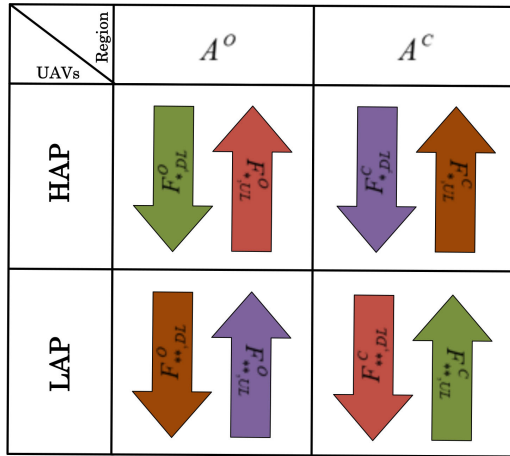 Region
UAVs
A^O
A^C
HAP
F^O_{*,DL}
F^O_{*,UL}
F^C_{*,DL}
F^C_{*,UL}
LAP
F^O_{**,DL}
F^O_{**,UL}
F^C_{**,DL}
F^C_{**,UL}